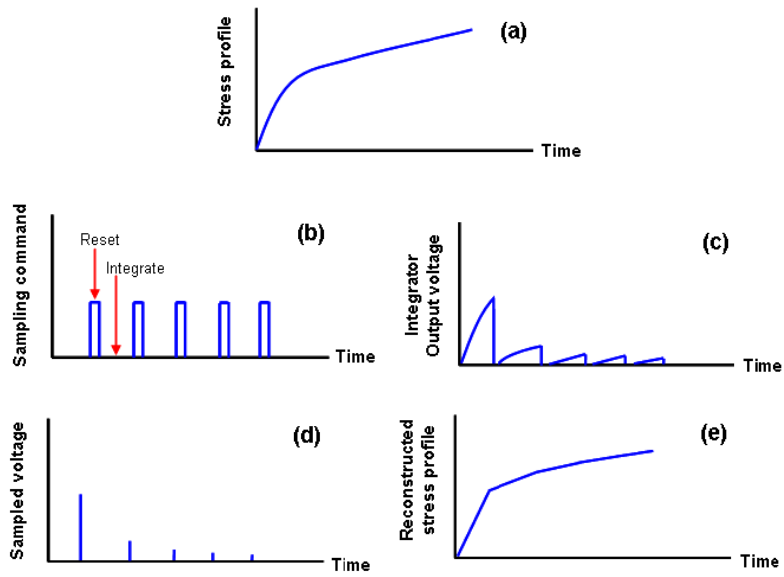 Stress profile
(a)
Time
Sampling command
Reset
Integrate
(b)
Time
Integrator
Output voltage
(c)
Time
Sampled voltage
(d)
Time
Reconstructed
stress profile
(e)
Time